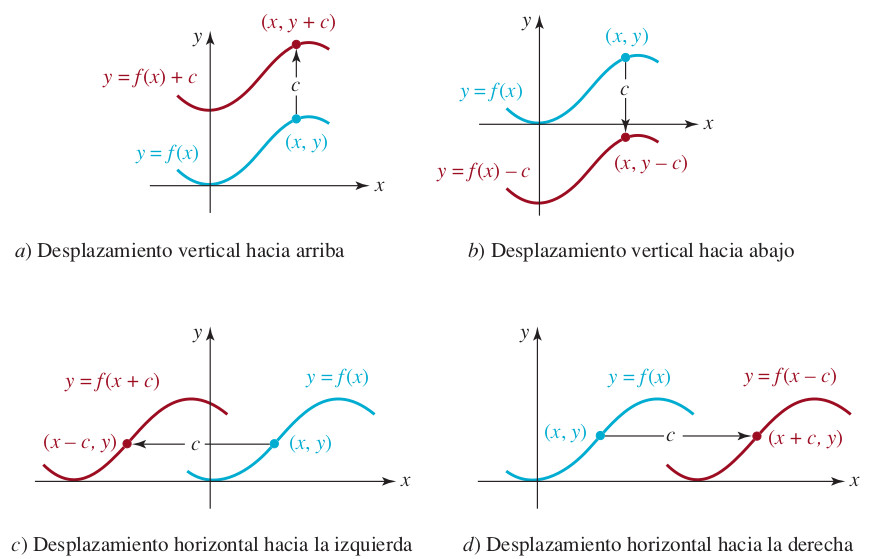 y
(x, y + c)
y = f(x) + c
c
y = f(x)
(x, y)
x
a) Desplazamiento vertical hacia arriba
y
(x, y)
y = f(x)
c
x
y = f(x) – c
(x, y – c)
b) Desplazamiento vertical hacia abajo
y
y = f(x + c)
y = f(x)
(x – c, y)
c
(x, y)
x
c) Desplazamiento horizontal hacia la izquierda
y
y = f(x)
y = f(x – c)
(x, y)
c
(x + c, y)
x
d) Desplazamiento horizontal hacia la derecha